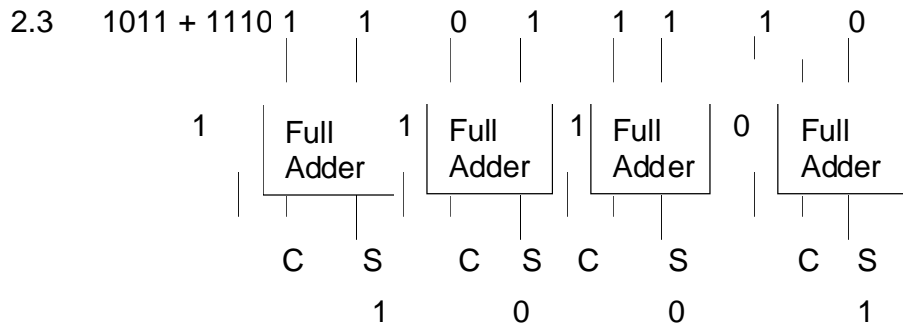 2.3 1011 + 1110 1 1 0 1 1 1 1 0
1 Full Adder 1 Full Adder 1 Full Adder 0 Full Adder
C S C S C S C S
1 0 0 1